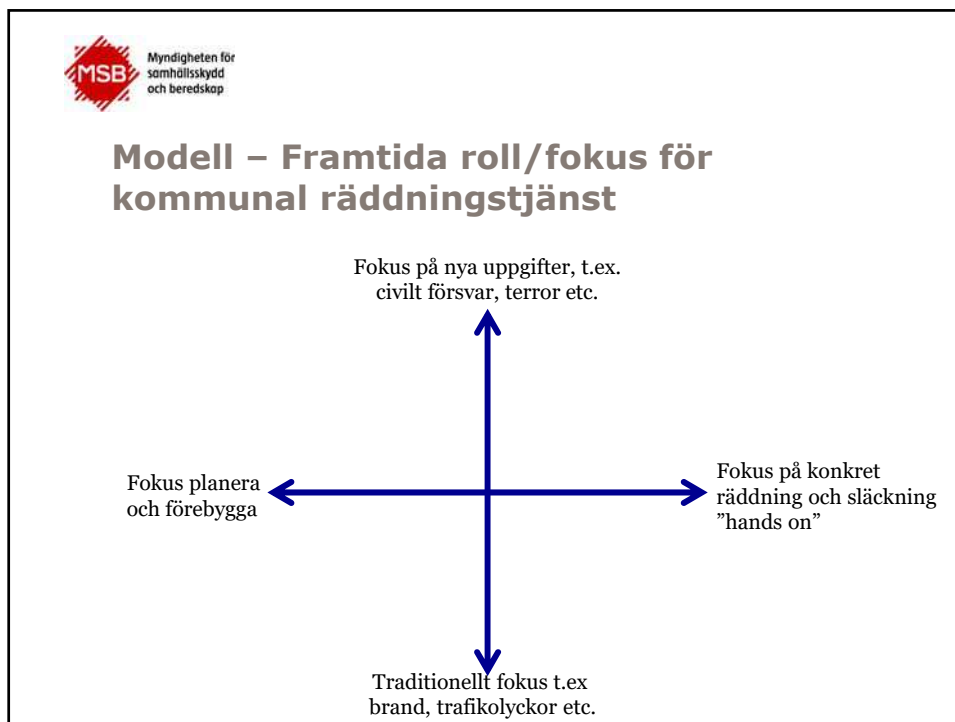 MSB
Myndigheten för
samhällsskydd
och beredskap
Modell – Framtida roll/fokus för
kommunal räddningstjänst
Fokus på nya uppgifter, t.ex.
civilt försvar, terror etc.
Fokus planera
och förebygga
Fokus på konkret
räddning och släckning
”hands on”
Traditionellt fokus t.ex
brand, trafikolyckor etc.